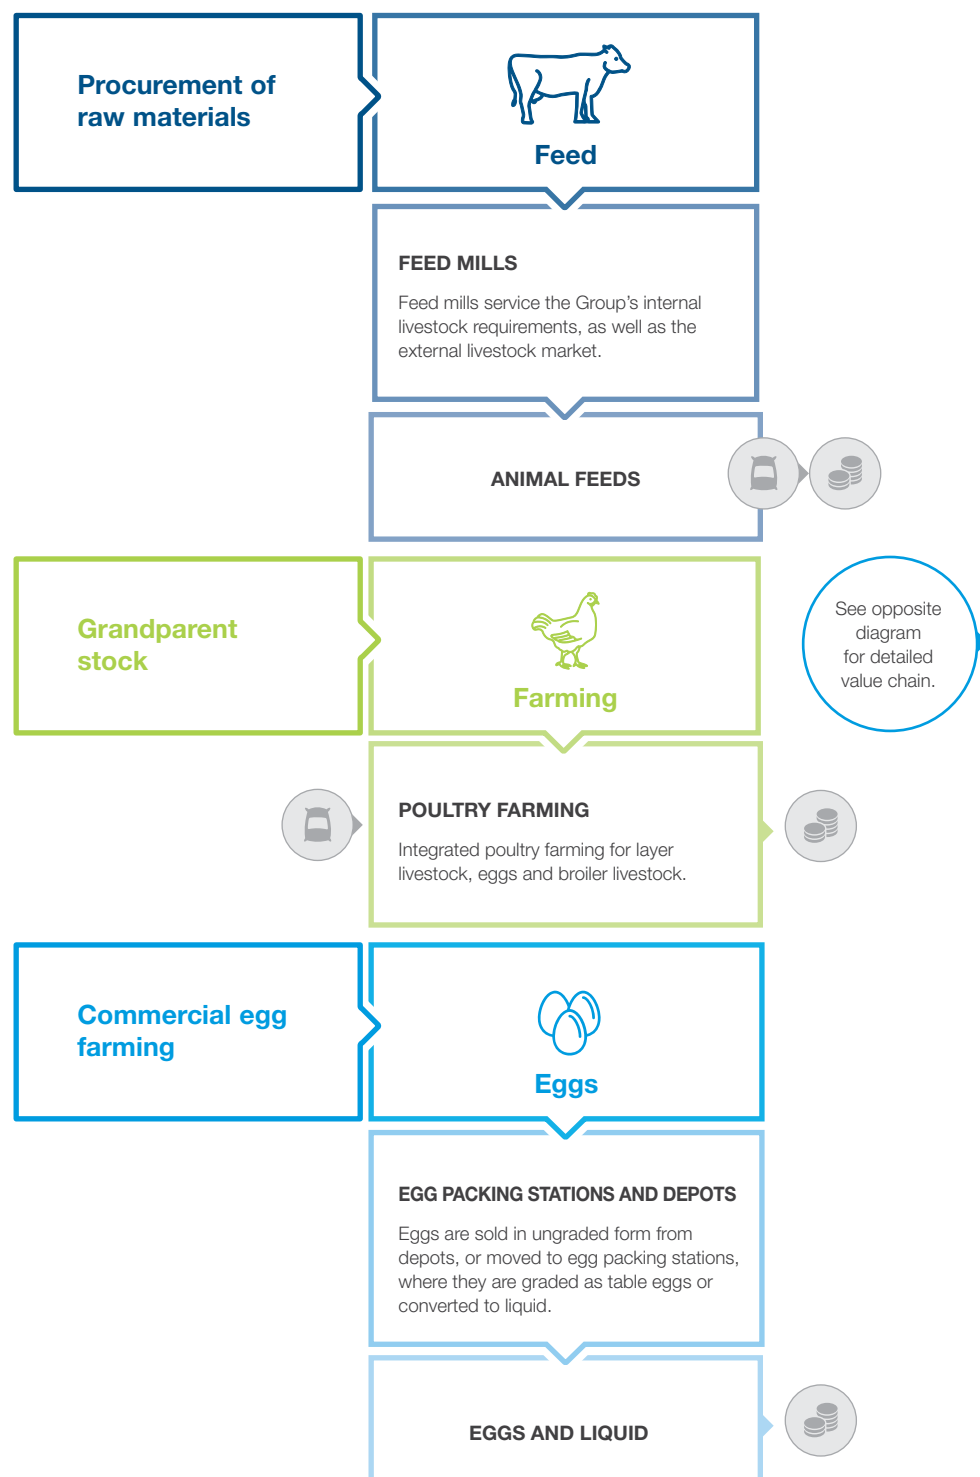 Procurement of
raw materials
Feed
FEED MILLS
Feed mills service the Group's internal
livestock requirements, as well as the
external livestock market.
ANIMAL FEEDS
Grandparent
stock
Farming
See opposite
diagram
for detailed
value chain.
POULTRY FARMING
Integrated poultry farming for layer
livestock, eggs and broiler livestock.
Commercial egg
farming
Eggs
EGG PACKING STATIONS AND DEPOTS
Eggs are sold in ungraded form from
depots, or moved to egg packing stations,
where they are graded as table eggs or
converted to liquid.
EGGS AND LIQUID